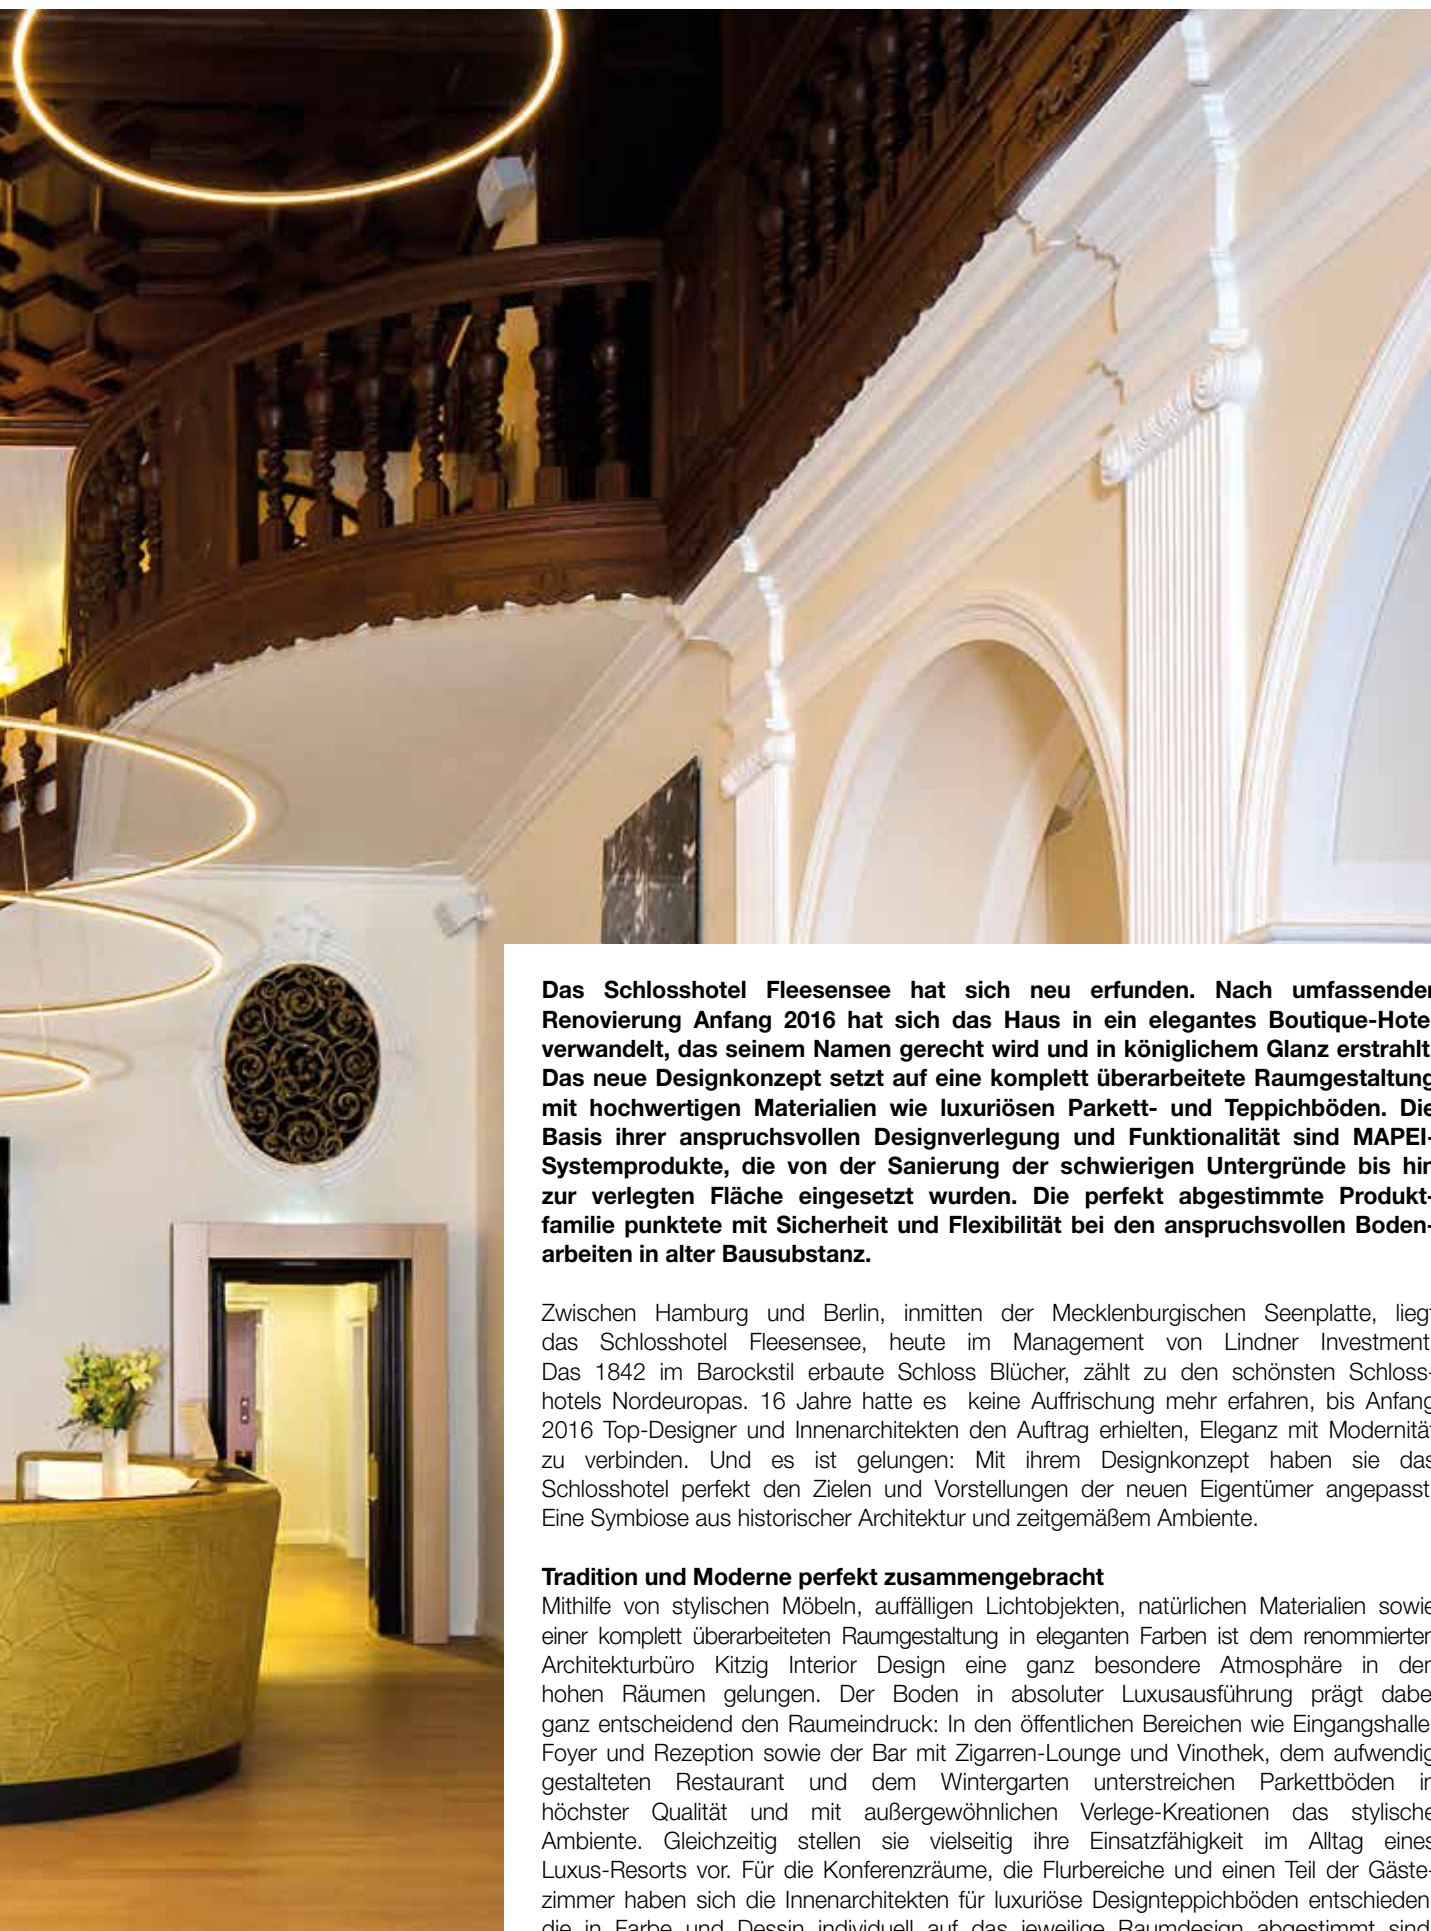 Das Schlosshotel Fleesensee hat sich neu erfunden. Nach umfassender
Renovierung Anfang 2016 hat sich das Haus in ein elegantes Boutique-Hotel
verwandelt, das seinem Namen gerecht wird und in königlichem Glanz erstrahlt.
Das neue Designkonzept setzt auf eine komplett überarbeitete Raumgestaltung
mit hochwertigen Materialien wie luxuriösen Parkett- und Teppichböden. Die
Basis ihrer anspruchsvollen Designverlegung und Funktionalität sind MAPEI-
Systemprodukte, die von der Sanierung der schwierigen Untergründe bis hin
zur verlegten Fläche eingesetzt wurden. Die perfekt abgestimmte Produkt-
familie punktete mit Sicherheit und Flexibilität bei den anspruchsvollen Boden-
arbeiten in alter Bausubstanz.
Zwischen Hamburg und Berlin, inmitten der Mecklenburgischen Seenplatte, liegt
das Schlosshotel Fleesensee, heute im Management von Lindner Investment.
Das 1842 im Barockstil erbaute Schloss Blücher, zählt zu den schönsten Schloss-
hotels Nordeuropas. 16 Jahre hatte es keine Auffrischung mehr erfahren, bis Anfang
2016 Top-Designer und Innenarchitekten den Auftrag erhielten, Eleganz mit Modernität
zu verbinden. Und es ist gelungen: Mit ihrem Designkonzept haben sie das
Schlosshotel perfekt den Zielen und Vorstellungen der neuen Eigentümer angepasst.
Eine Symbiose aus historischer Architektur und zeitgemäßem Ambiente.
Tradition und Moderne perfekt zusammengebracht
Mithilfe von stylischen Möbeln, auffälligen Lichtobjekten, natürlichen Materialien sowie
einer komplett überarbeiteten Raumgestaltung in eleganten Farben ist dem renommierten
Architekturbüro Kitzig Interior Design eine ganz besondere Atmosphäre in den
hohen Räumen gelungen. Der Boden in absoluter Luxusausführung prägt dabei
ganz entscheidend den Raumeindruck: In den öffentlichen Bereichen wie Eingangshalle,
Foyer und Rezeption sowie der Bar mit Zigarren-Lounge und Vinothek, dem aufwendig
gestalteten Restaurant und dem Wintergarten unterstreichen Parkettböden in
höchster Qualität und mit außergewöhnlichen Verlege-Kreationen das stylische
Ambiente. Gleichzeitig stellen sie vielseitig ihre Einsatzfähigkeit im Alltag eines
Luxus-Resorts vor. Für die Konferenzräume, die Flurbereiche und einen Teil der Gäste-
zimmer haben sich die Innenarchitekten für luxuriöse Designteppichböden entschieden,
die in Farbe und Dessin individuell auf das jeweilige Raumdesign abgestimmt sind.